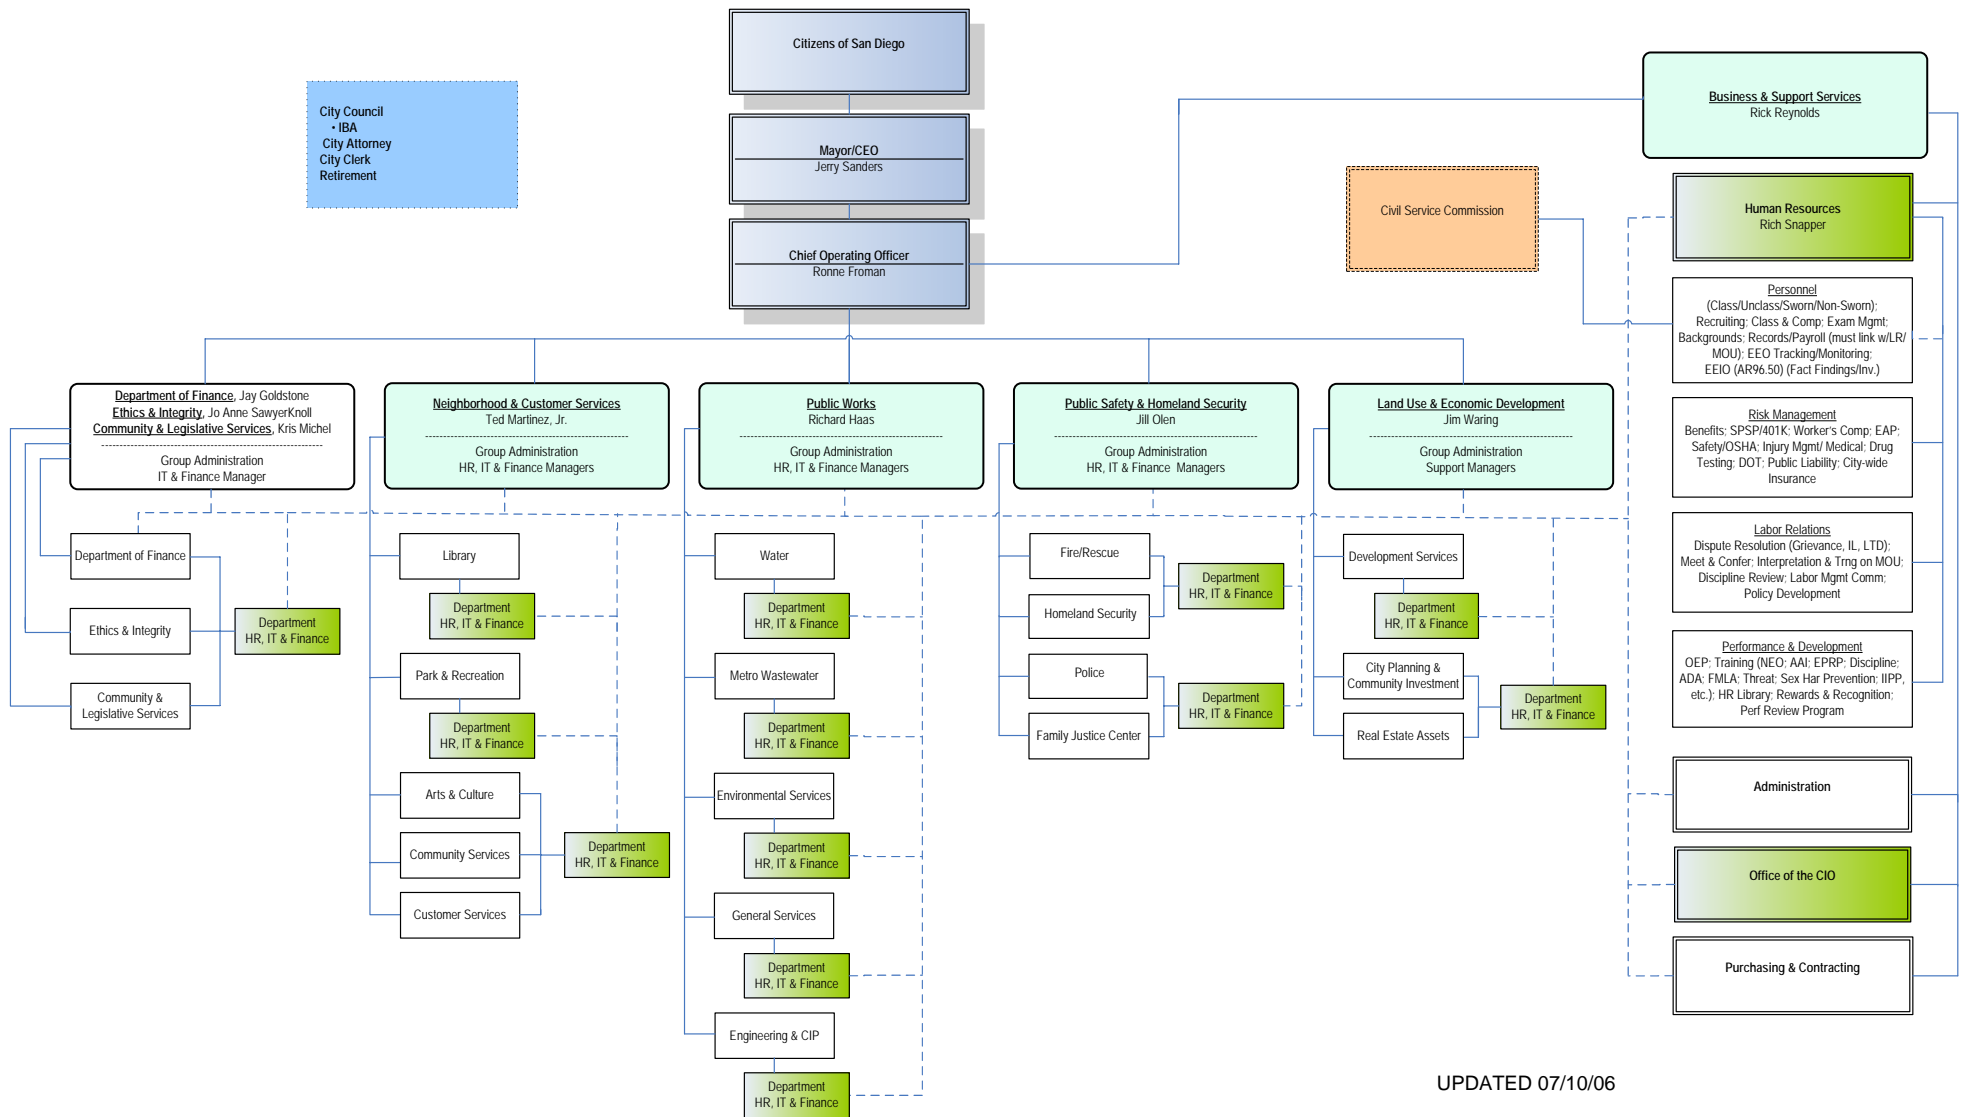 Citizens of San Diego
City Council
• IBA
City Attorney
City Clerk
Retirement
Mayor/CEO
Jerry Sanders
Chief Operating Officer
Ronne Froman
Business & Support Services
Rick Reynolds
Civil Service Commission
Human Resources
Rich Snapper
Personnel
(Class/Unclass/Sworn/Non-Sworn);
Recruiting; Class & Comp; Exam Mgmt;
Backgrounds; Records/Payroll (must link w/LR/
MOU); EEO Tracking/Monitoring;
EEIO (AR96.50) (Fact Findings/Inv.)
Risk Management
Benefits: SPSP/401K; Worker's Comp; EAP;
Safety/OSHA; Injury Mgmt/ Medical; Drug
Testing; DOT; Public Liability; City-wide
Insurance
Labor Relations
Dispute Resolution (Grievance, IL, LTD);
Meet & Confer; Interpretation & Trng on MOU;
Discipline Review; Labor Mgmt Comm;
Policy Development
Performance & Development
OEP; Training (NEO; AAI; EPRP; Discipline;
ADA; FMLA; Threat; Sex Har Prevention; IIPP,
etc.); HR Library; Rewards & Recognition;
Perf Review Program
Administration
Office of the CIO
Purchasing & Contracting
Department of Finance, Jay Goldstone
Ethics & Integrity, Jo Anne SawyerKnoll
Community & Legislative Services, Kris Michel
Group Administration
IT & Finance Manager
Department of Finance
Ethics & Integrity
Community &
Legislative Services
Department
HR, IT & Finance
Neighborhood & Customer Services
Ted Martinez, Jr.
Group Administration
HR, IT & Finance Managers
Library
Department
HR, IT & Finance
Park & Recreation
Department
HR, IT & Finance
Arts & Culture
Community Services
Customer Services
Department
HR, IT & Finance
Public Works
Richard Haas
Group Administration
HR, IT & Finance Managers
Water
Department
HR, IT & Finance
Metro Wastewater
Department
HR, IT & Finance
Environmental Services
Department
HR, IT & Finance
General Services
Department
HR, IT & Finance
Engineering & CIP
Department
HR, IT & Finance
Public Safety & Homeland Security
Jill Olen
Group Administration
HR, IT & Finance Managers
Fire/Rescue
Homeland Security
Department
HR, IT & Finance
Police
Family Justice Center
Department
HR, IT & Finance
Land Use & Economic Development
Jim Waring
Group Administration
Support Managers
Development Services
Department
HR, IT & Finance
City Planning &
Community Investment
Real Estate Assets
Department
HR, IT & Finance
UPDATED 07/10/06